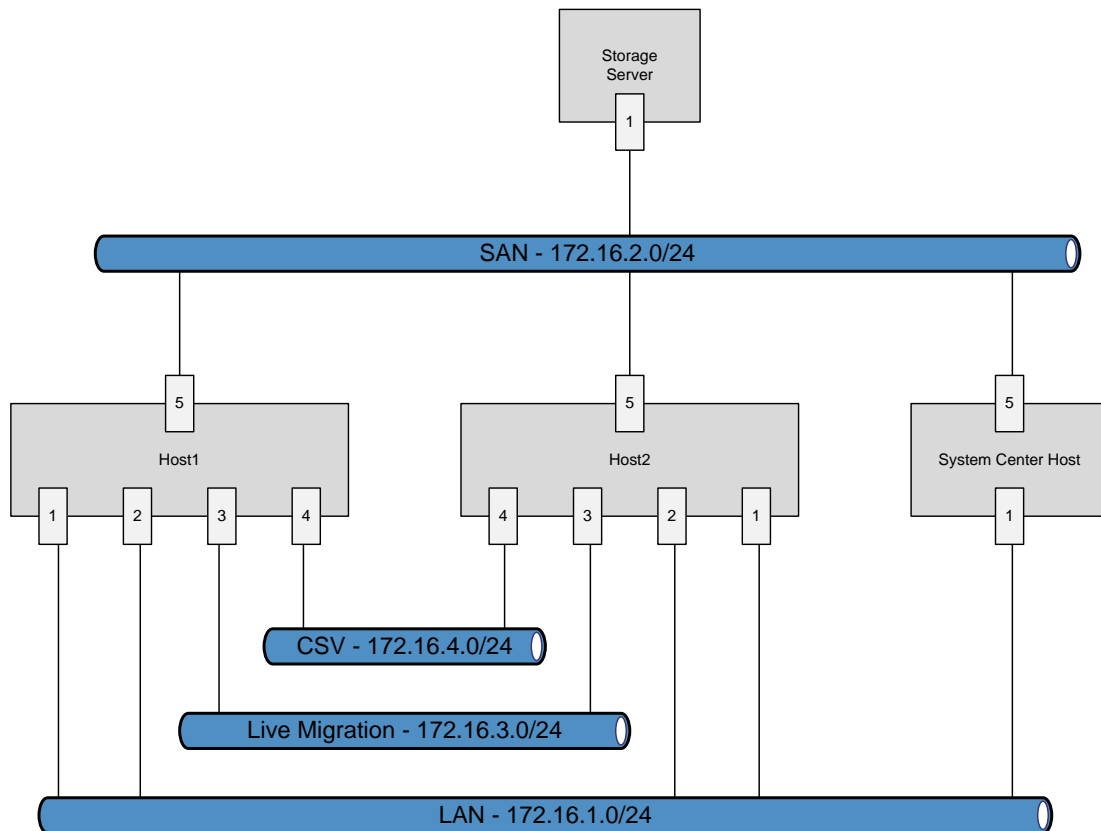 Storage
Server
1
SAN - 172.16.2.0/24
5
5
5
Host1
Host2
System Center Host
1
2
3
4
4
3
2
1
1
CSV - 172.16.4.0/24
Live Migration - 172.16.3.0/24
LAN - 172.16.1.0/24